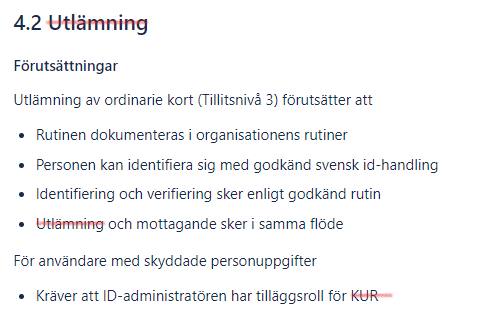 4.2 Utlämning
Förutsättningar
Utlämning av ordinarie kort (Tillitsnivå 3) förutsätter att
• Rutinen dokumenteras i organisationens rutiner
• Personen kan identifiera sig med godkänd svensk id-handling
• Identifiering och verifiering sker enligt godkänd rutin
• Utlämning och mottagande sker i samma flöde
För användare med skyddade personuppgifter
• Kräver att ID-administratören har tilläggsroll för KUR